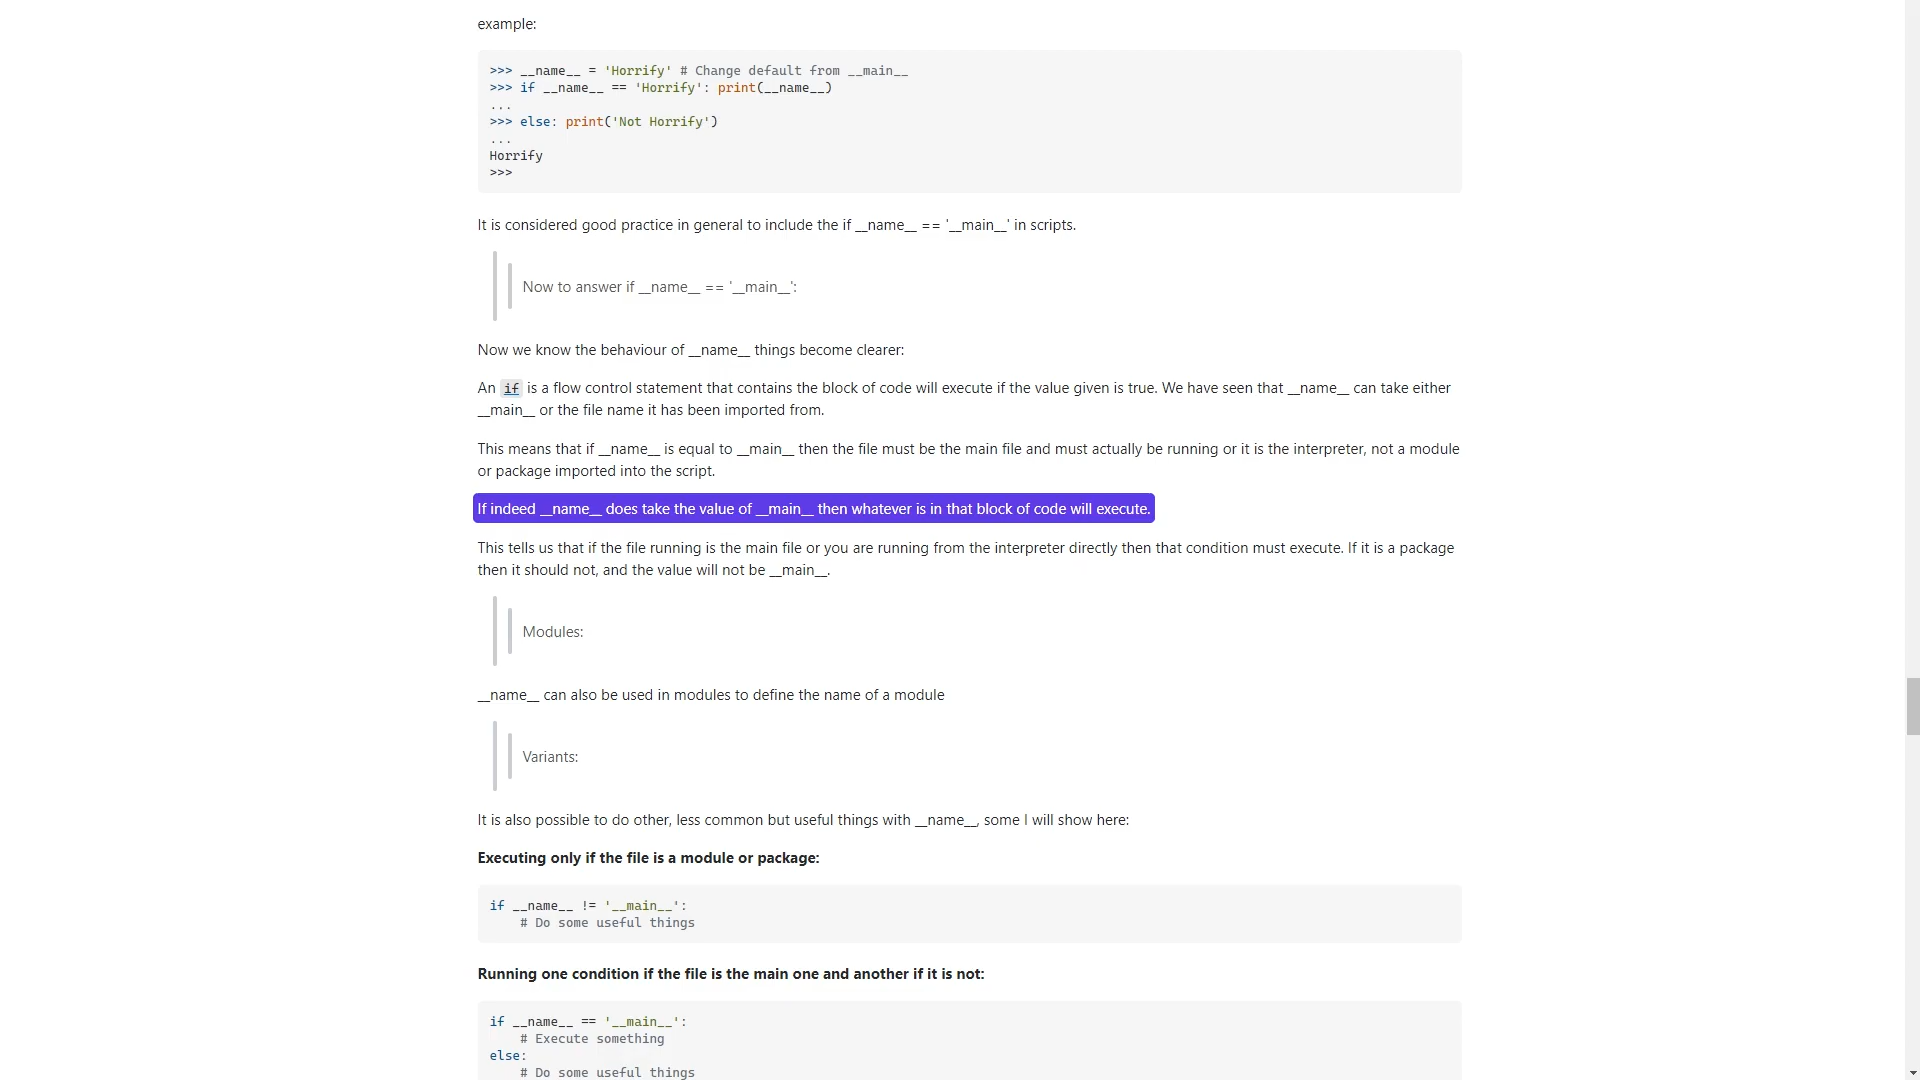 example:
>>> __name__ = 'Horrify' # Change default from __main__
>>> if __name__ == 'Horrify': print(__name__)
...
>>> else: print('Not Horrify')
...
Horrify
>>>
It is considered good practice in general to include the if __name__ == '__main__' in scripts.
Now to answer if __name__ == '__main__':
Now we know the behaviour of __name__ things become clearer:
An if is a flow control statement that contains the block of code will execute if the value given is true. We have seen that __name__ can take either
__main__ or the file name it has been imported from.
This means that if __name__ is equal to __main__ then the file must be the main file and must actually be running or it is the interpreter, not a module
or package imported into the script.
If indeed __name__ does take the value of __main__ then whatever is in that block of code will execute.
This tells us that if the file running is the main file or you are running from the interpreter directly then that condition must execute. If it is a package
then it should not, and the value will not be __main__.
Modules:
__name__ can also be used in modules to define the name of a module
Variants:
It is also possible to do other, less common but useful things with __name__, some I will show here:
Executing only if the file is a module or package:
if __name__ != '__main__':
    # Do some useful things
Running one condition if the file is the main one and another if it is not:
if __name__ == '__main__':
    # Execute something
else:
    # Do some useful things